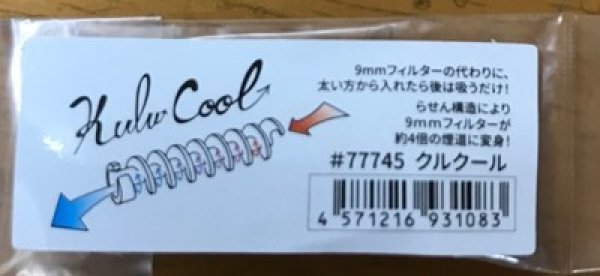 Kulu Cool
9mmフィルターの代わりに、
太い方から入れたら後は吸うだけ!
らせん構造により
9mmフィルターが
約4倍の煙道に変身!
#77745 クルクール
4 571216 931083